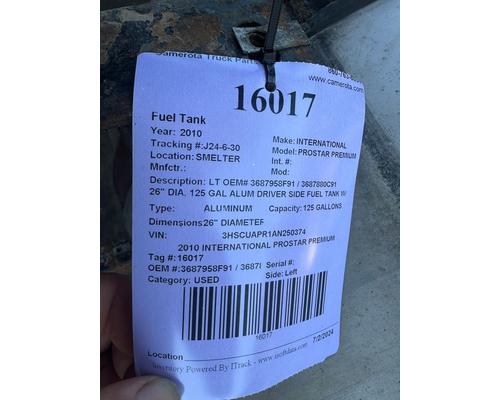 Camerota Truck Parts
www.camerota.com
16017
Fuel Tank
Year: 2010 Make: INTERNATIONAL
Tracking #:J24-6-30 Model: PROSTAR PREMIUM
Location: SMELTER Int. #:
Mnfctr.: Mod:
Description: LT OEM# 3687958F91 / 3687880C91
26" DIA. 125 GAL ALUM DRIVER SIDE FUEL TANK W/
Type: ALUMINUM Capacity: 125 GALLONS
Dimensions26" DIAMETER
VIN: 3HSCUAPR1AN250374
2010 INTERNATIONAL PROSTAR PREMIUM
Tag #:16017
OEM #:3687958F91 / 3687 Serial #:
Category: USED Side: Left
16017
Location 7/2/2024
Inventory Powered By ITrack - www.isoftdata.com